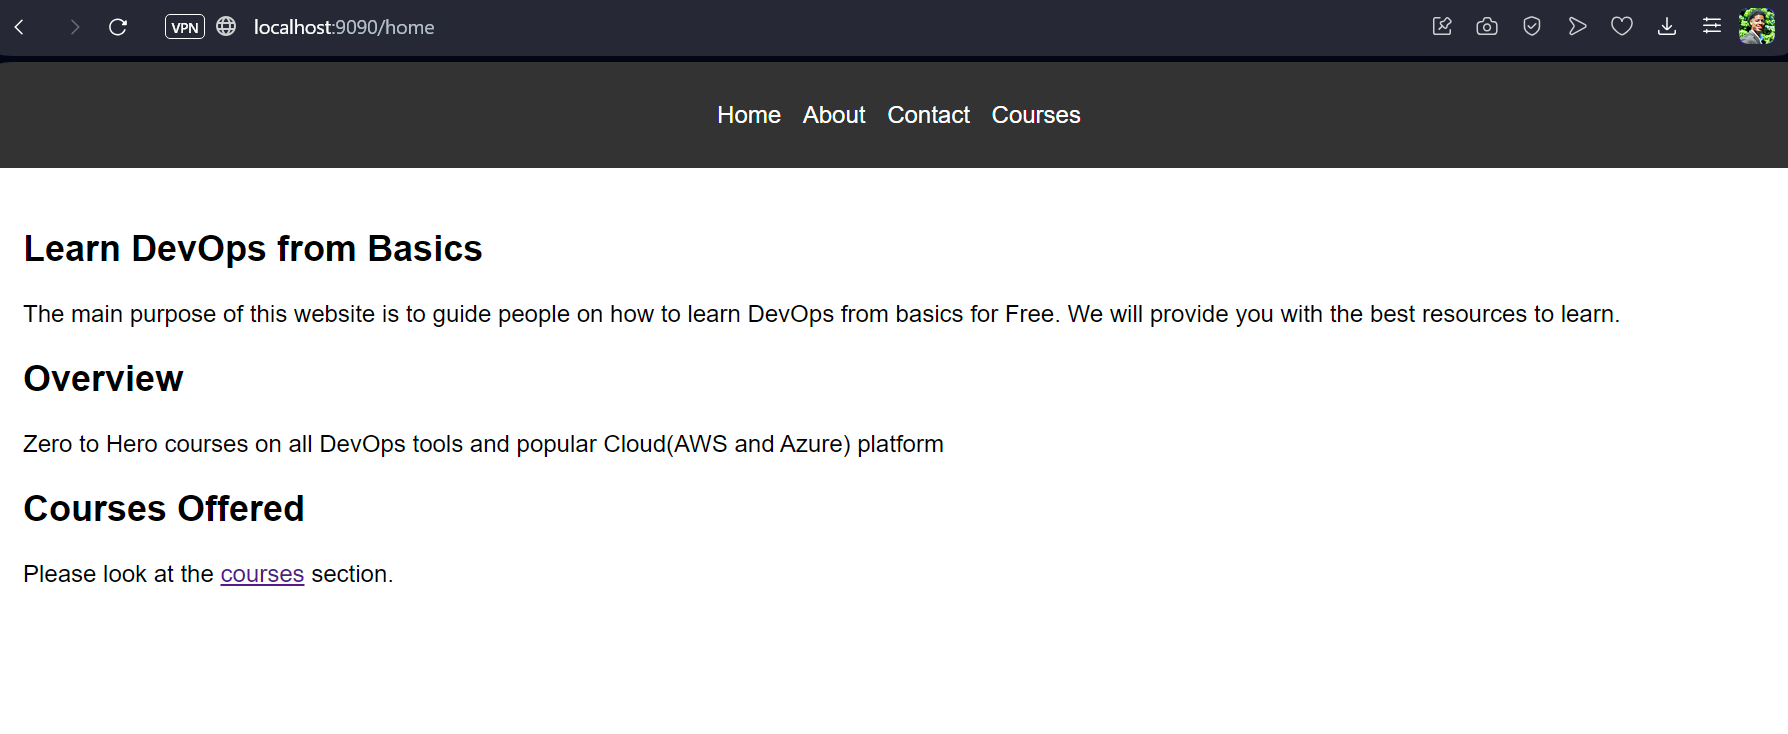 VPN localhost:9090/home
Home About Contact Courses
Learn DevOps from Basics
The main purpose of this website is to guide people on how to learn DevOps from basics for Free. We will provide you with the best resources to learn.
Overview
Zero to Hero courses on all DevOps tools and popular Cloud(AWS and Azure) platform
Courses Offered
Please look at the courses section.